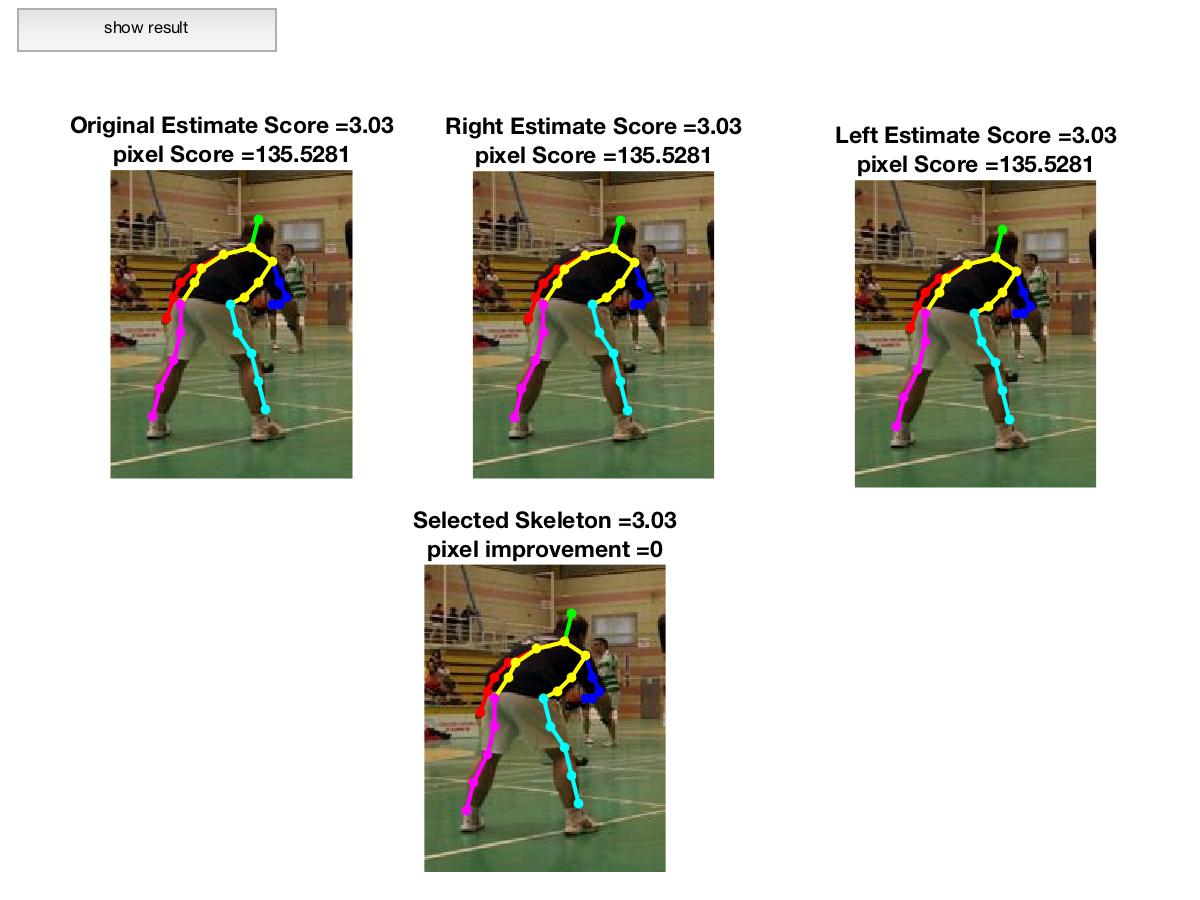 show result
Original Estimate Score =3.03
pixel Score =135.5281
Right Estimate Score =3.03
pixel Score =135.5281
Left Estimate Score =3.03
pixel Score =135.5281
Selected Skeleton =3.03
pixel improvement =0